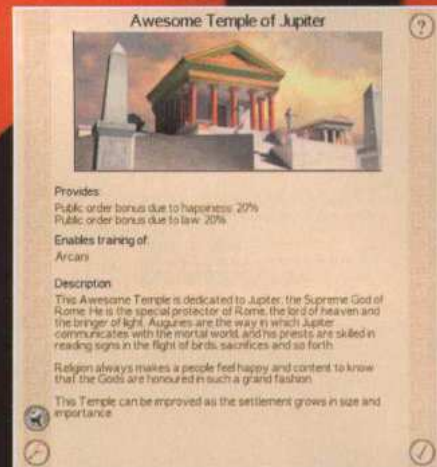 Awesome Temple of Jupiter
?
Provides:
Public order bonus due to happiness: 20%
Public order bonus due to law: 20%
Enables training of:
Arcani
Description
This Awesome Temple is dedicated to Jupiter, the Supreme God of
Rome. He is the special protector of Rome, the lord of heaven and
the bringer of light. Auguries are the way in which Jupiter
communicates with the mortal world, and his priests are skilled in
reading signs in the flight of birds, sacrifices and so forth.
Religion always makes a people feel happy and content to know
that the Gods are honoured in such a grand fashion.
This Temple can be improved as the settlement grows in size and
importance.